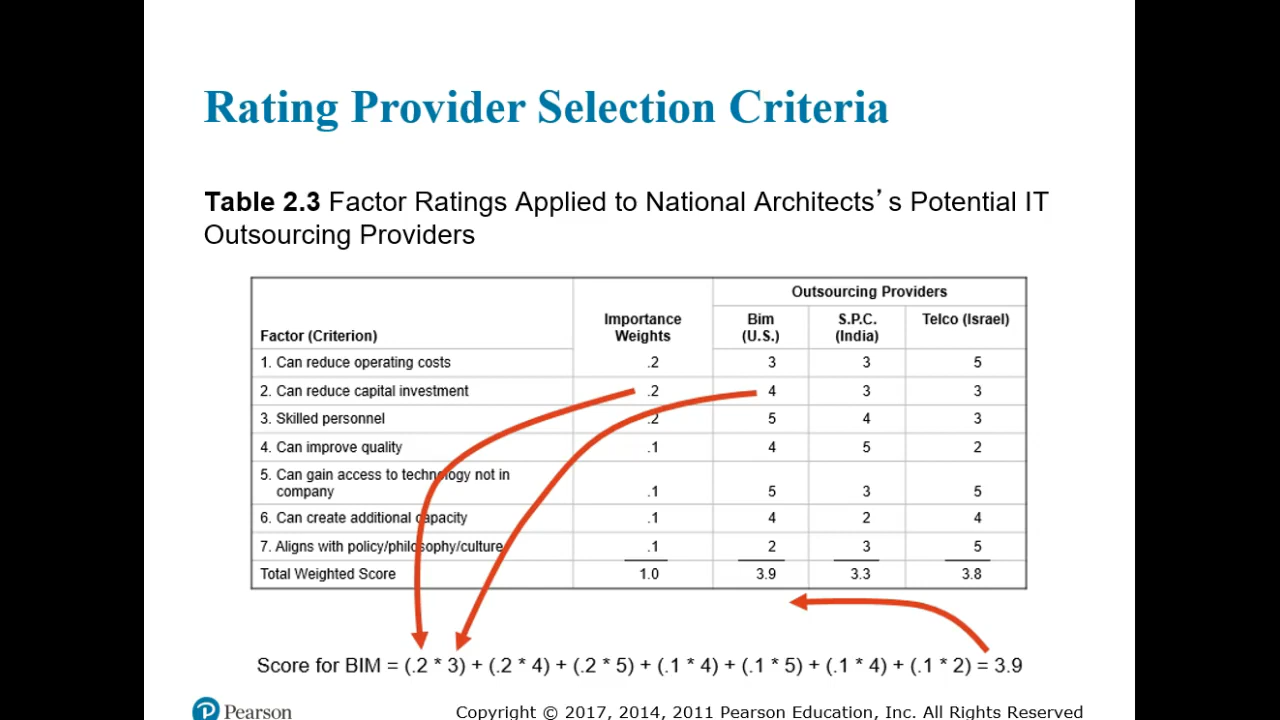 Rating Provider Selection Criteria
Table 2.3 Factor Ratings Applied to National Architects’s Potential IT
Outsourcing Providers
Outsourcing Providers
Factor (Criterion) Importance Weights Bim (U.S.) S.P.C. (India) Telco (Israel)
1. Can reduce operating costs .2 3 3 5
2. Can reduce capital investment .2 4 3 3
3. Skilled personnel .2 5 4 3
4. Can improve quality .1 4 5 2
5. Can gain access to technology not in
company .1 5 3 5
6. Can create additional capacity .1 4 2 4
7. Aligns with policy/philosophy/culture .1 2 3 5
Total Weighted Score 1.0 3.9 3.3 3.8
Score for BIM = (.2 * 3) + (.2 * 4) + (.2 * 5) + (.1 * 4) + (.1 * 5) + (.1 * 4) + (.1 * 2) = 3.9
Pearson
Copyright © 2017, 2014, 2011 Pearson Education, Inc. All Rights Reserved